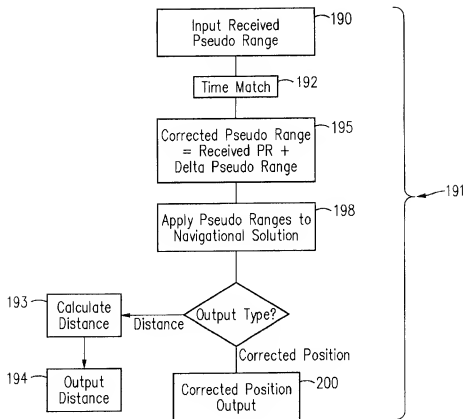 Input Received
Pseudo Range
190
Time Match
192
Corrected Pseudo Range
= Received PR +
Delta Pseudo Range
195
191
Apply Pseudo Ranges to
Navigational Solution
198
193
Calculate
Distance
Distance
Output Type?
Corrected Position
194
Output
Distance
Corrected Position
Output
200